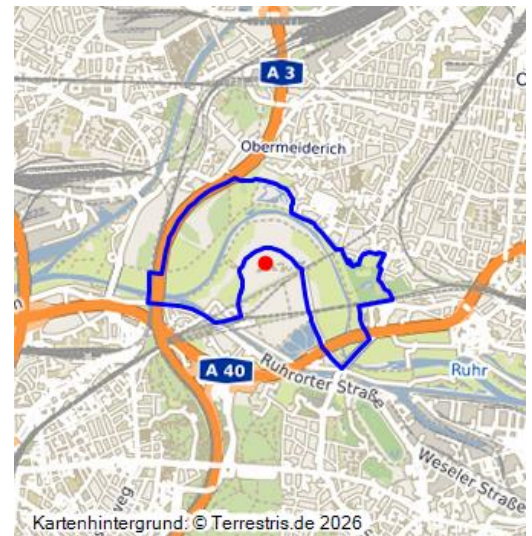 A 3
Obermeiderich
A 40
Ruhrorter Straße
Ruhr
Weseler Straße
Kartenhintergrund: © Terrestris.de 2026